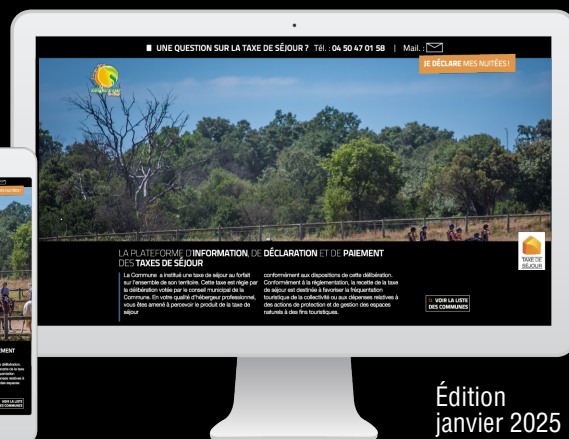 UNE QUESTION SUR LA TAXE DE SÉJOUR ? Tél. : 04 50 47 01 58 | Mail. :
JE DÉCLARE MES NUITÉES !
LA PLATEFORME D'INFORMATION, DE DÉCLARATION ET DE PAIEMENT
DES TAXES DE SÉJOUR
La Commune a institué une taxe de séjour au forfait
sur l'ensemble de son territoire. Cette taxe est régie par
la délibération votée par le conseil municipal de la
Commune. En votre qualité d'hébergeur professionnel,
vous êtes amené à percevoir le produit de la taxe de
séjour
conformément aux dispositions de cette délibération.
Conformément à la réglementation, la recette de la taxe
de séjour est destinée à favoriser la fréquentation
touristique de la collectivité ou aux dépenses relatives à
des actions de protection et de gestion des espaces
naturels à des fins touristiques.
TAXE DE
SÉJOUR
VOIR LA LISTE
DES COMMUNES
Édition
janvier 2025